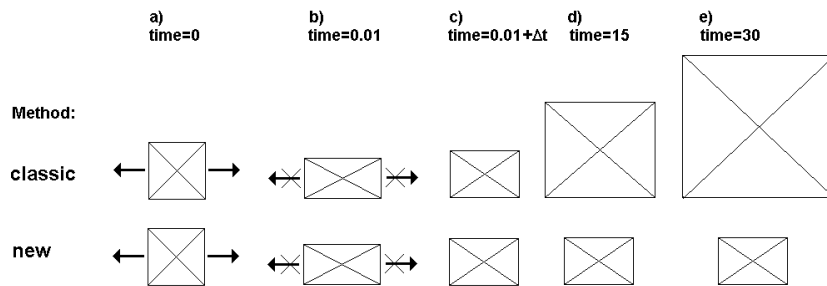 a) b) c) d) e)
time=0 time=0.01 time=0.01+Δt time=15 time=30
Method:
classic
new